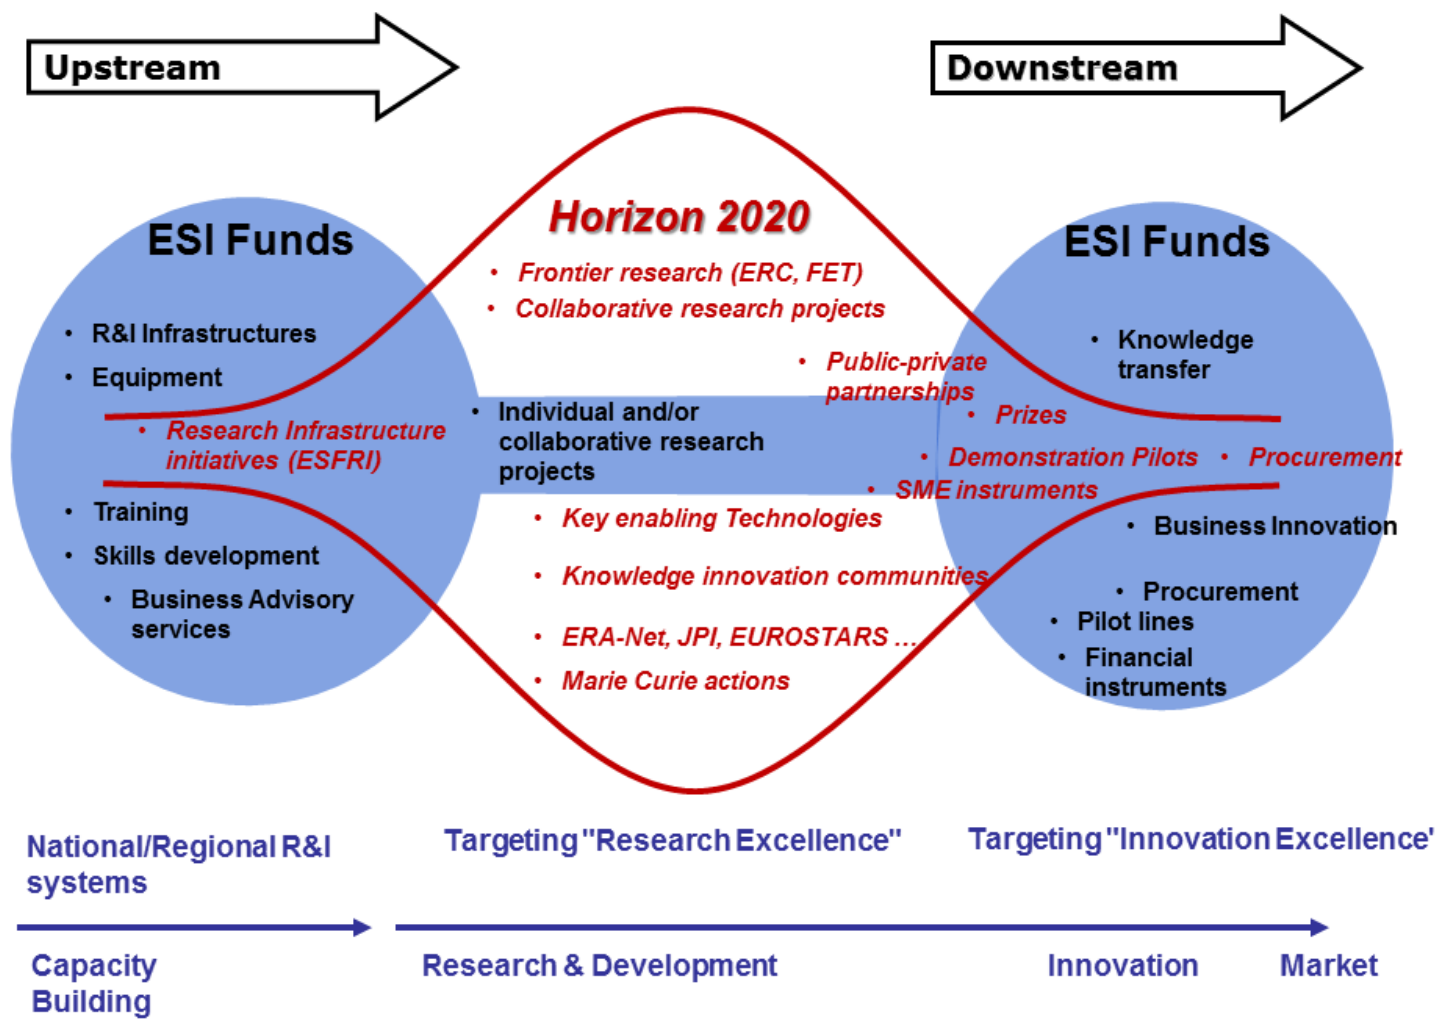 Upstream
Downstream
ESI Funds
• R&I Infrastructures
• Equipment
• Research Infrastructure
initiatives (ESFRI)
• Training
• Skills development
• Business Advisory
services
Horizon 2020
• Frontier research (ERC, FET)
• Collaborative research projects
• Public-private
partnerships
• Individual and/or
collaborative research
projects
• Prizes
• Demonstration Pilots
• Procurement
• SME instruments
• Key enabling Technologies
• Knowledge innovation communities
• ERA-Net, JPI, EUROSTARS ...
• Marie Curie actions
ESI Funds
• Knowledge
transfer
• Business Innovation
• Procurement
• Pilot lines
• Financial
instruments
National/Regional R&I
systems
Targeting "Research Excellence"
Targeting "Innovation Excellence'
Capacity
Building
Research & Development
Innovation
Market